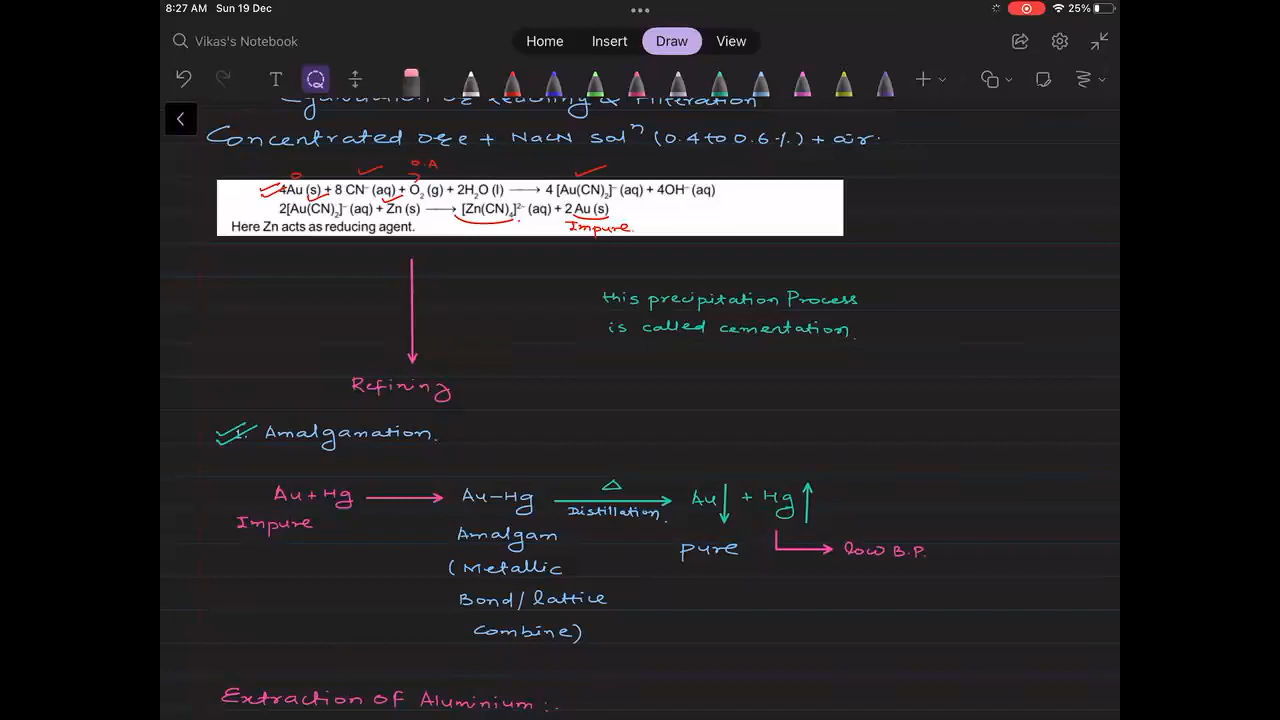 8:27 AM Sun 19 Dec
25%
Vikas's Notebook
Home Insert Draw View
& Filteration
Concentrated ore + NaCN solⁿ (0.4 to 0.6 %) + air.
O O.A
4Au (s) + 8 CN⁻ (aq) + O₂ (g) + 2H₂O (l) ⟶ 4 [Au(CN)₂]⁻ (aq) + 4OH⁻ (aq)
2[Au(CN)₂]⁻ (aq) + Zn (s) ⟶ [Zn(CN)₄]²⁻ (aq) + 2 Au (s)
Here Zn acts as reducing agent.
Impure.
this precipitation Process
is called cementation.
Refining
1. Amalganation.
Au + Hg ⟶ Au-Hg △ ⟶ Au↓ + Hg↑
Distillation.
Impure
Amalgam
pure
low B.P.
(Metallic
Bond/lattice
combine)
Extraction of Aluminium :-